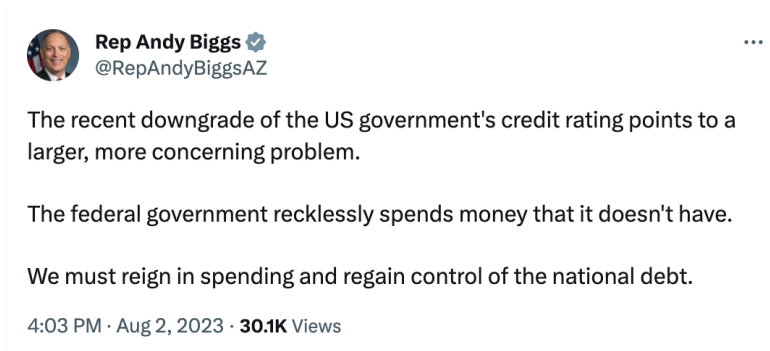 Rep Andy Biggs
@RepAndyBiggsAZ
The recent downgrade of the US government's credit rating points to a
larger, more concerning problem.
The federal government recklessly spends money that it doesn't have.
We must reign in spending and regain control of the national debt.
4:03 PM · Aug 2, 2023 · 30.1K Views